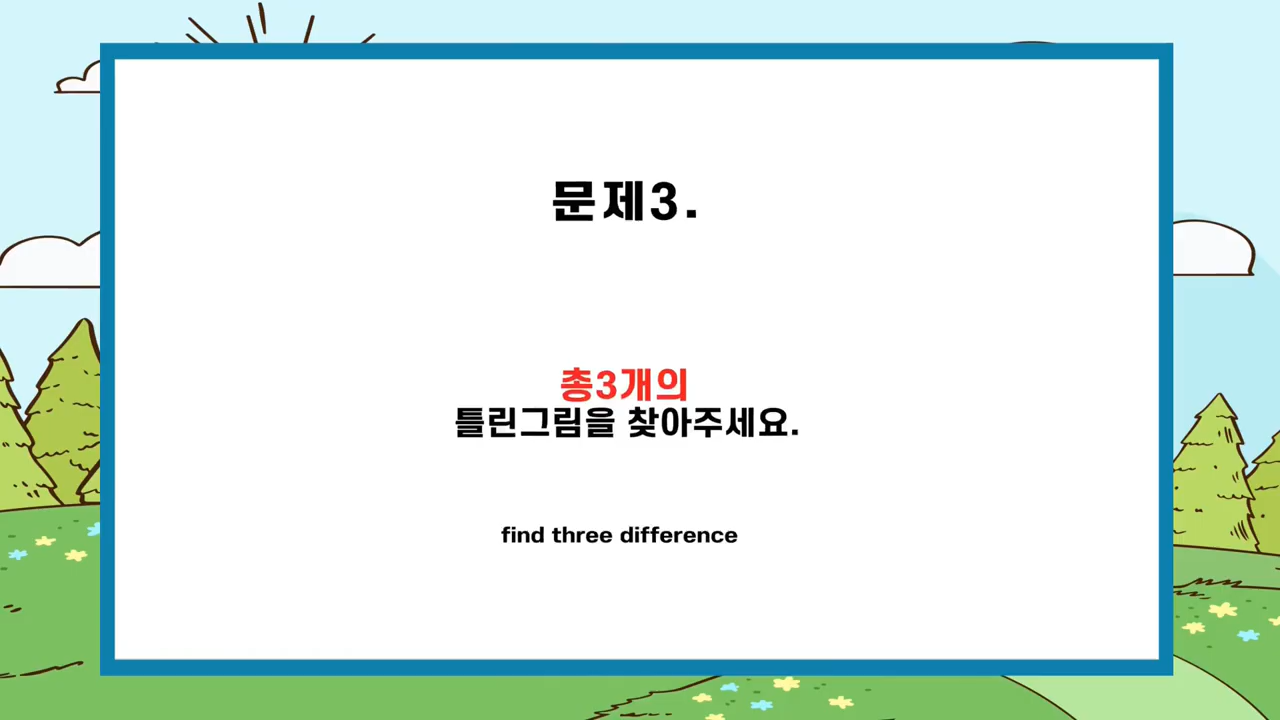 문제3.
총3개의
틀린그림을 찾아주세요.
find three difference